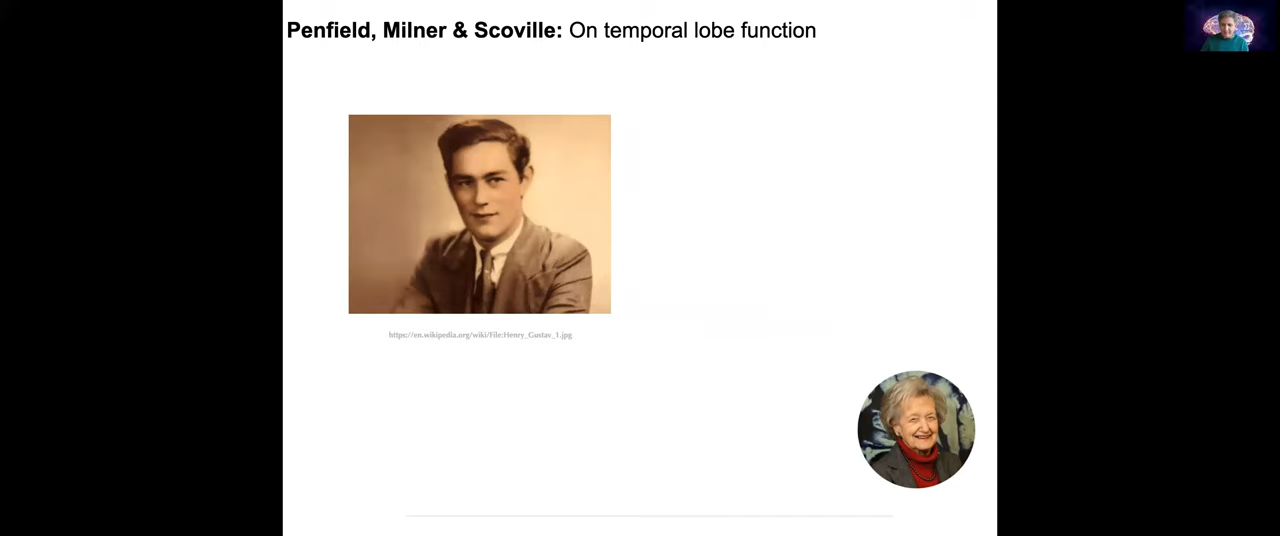 Penfield, Milner & Scoville: On temporal lobe function
https://en.wikipedia.org/wiki/File:Henry_Gustav_1.jpg